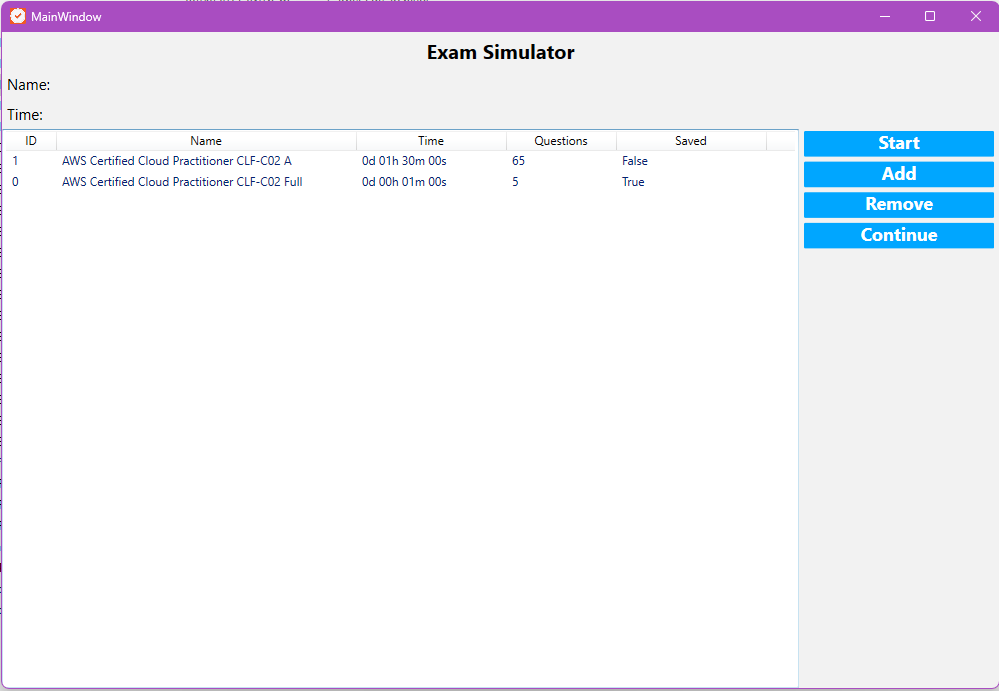 MainWindow
Exam Simulator
Name:
Time:
ID Name Time Questions Saved
1 AWS Certified Cloud Practitioner CLF-C02 A 0d 01h 30m 00s 65 False
0 AWS Certified Cloud Practitioner CLF-C02 Full 0d 00h 01m 00s 5 True
Start
Add
Remove
Continue